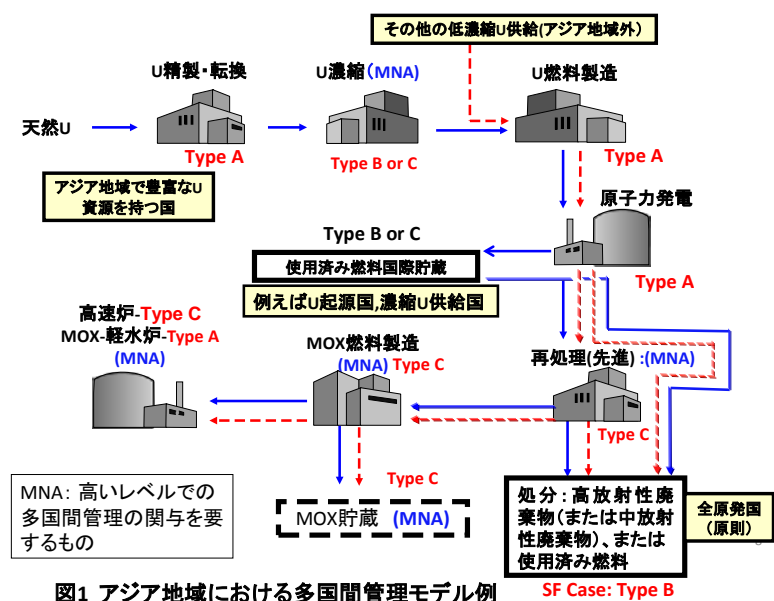 その他の低濃縮U供給(アジア地域外)
U精製・転換
U濃縮(MNA)
U燃料製造
天然U
Type A
Type B or C
Type A
アジア地域で豊富なU
資源を持つ国
原子力発電
Type B or C
使用済み燃料国際貯蔵
Type A
例えばU起源国,濃縮U供給国
高速炉-Type C
MOX-軽水炉-Type A
(MNA)
MOX燃料製造
(MNA) Type C
再処理(先進) :(MNA)
Type C
Type C
MNA: 高いレベルでの
多国間管理の関与を要
するもの
MOX貯蔵 (MNA)
処分:高放射性廃
棄物(または中放射
性廃棄物)、または
使用済み燃料
全原発国
(原則)
図1 アジア地域における多国間管理モデル例
SF Case: Type B